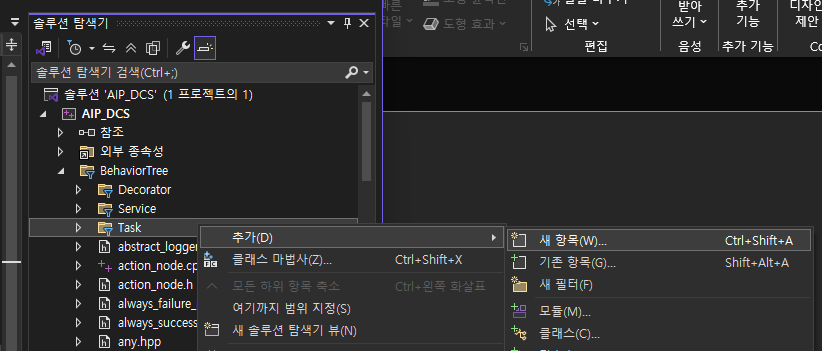 솔루션 탐색기
솔루션 탐색기 검색(Ctrl+;)
솔루션 'AIP_DCS' (1 프로젝트의 1)
AIP_DCS
참조
외부 종속성
BehaviorTree
Decorator
Service
Task
abstract_logger
action_node.cp
action_node.h
always_failure_
always_success
any.hpp
추가(D)
클래스 마법사(Z)... Ctrl+Shift+X
모든 하위 항목 축소 Ctrl+왼쪽 화살표
여기까지 범위 지정(S)
새 솔루션 탐색기 뷰(N)
새 항목(W)... Ctrl+Shift+A
기존 항목(G)... Shift+Alt+A
새 필터(F)
모듈(M)...
클래스(C)...
빠른
스타일
도형 효과
선택
편집
받아
쓰기
음성
추가
기능
추가 기능
디자인
제안